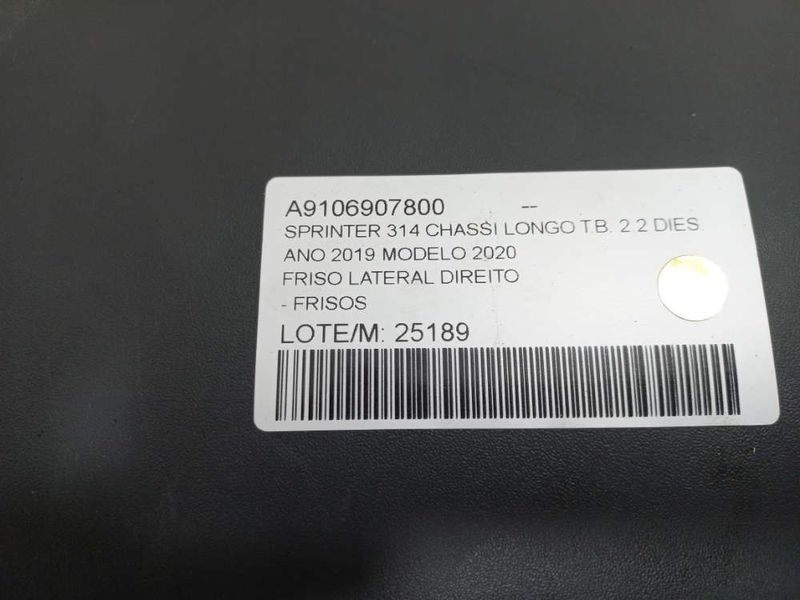 A9106907800 --
SPRINTER 314 CHASSI LONGO T.B. 2 2 DIES
ANO 2019 MODELO 2020
FRISO LATERAL DIREITO
- FRISOS
LOTE/M: 25189